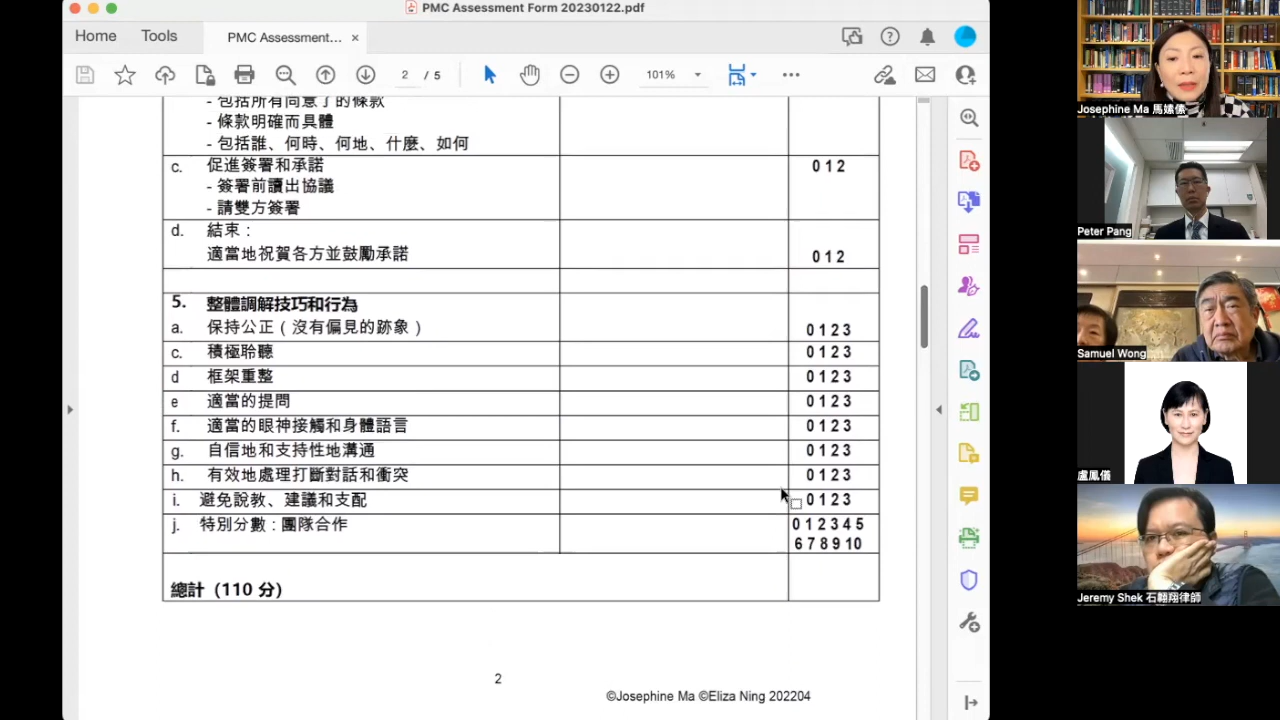 PMC Assessment Form 20230122.pdf
Home Tools PMC Assessment... ×
2 / 5 101%
- 包括所有同意了的條款
- 條款明確而具體
- 包括誰、何時、何地、什麼、如何
c. 促進簽署和承諾 0 1 2
- 簽署前讀出協議
- 請雙方簽署
d. 結束：
適當地祝賀各方並鼓勵承諾 0 1 2
5. 整體調解技巧和行為
a. 保持公正（沒有偏見的跡象） 0 1 2 3
c. 積極聆聽 0 1 2 3
d 框架重整 0 1 2 3
e 適當的提問 0 1 2 3
f. 適當的眼神接觸和身體語言 0 1 2 3
g. 自信地和支持性地溝通 0 1 2 3
h. 有效地處理打斷對話和衝突 0 1 2 3
i. 避免說教、建議和支配 0 1 2 3
j. 特別分數：團隊合作 0 1 2 3 4 5
6 7 8 9 10
總計（110 分）
2
©Josephine Ma ©Eliza Ning 202204
Josephine Ma 馬嫊傃
Peter Pang
Samuel Wong
盧鳳儀
Jeremy Shek 石翱翔律師